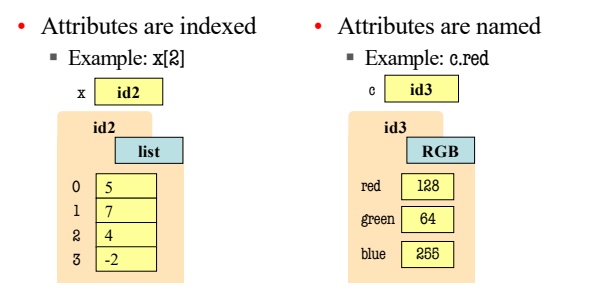 • Attributes are indexed
▪ Example: x[2]
x id2
id2
list
0 5
1 7
2 4
3 -2
• Attributes are named
▪ Example: c.red
c id3
id3
RGB
red 128
green 64
blue 255